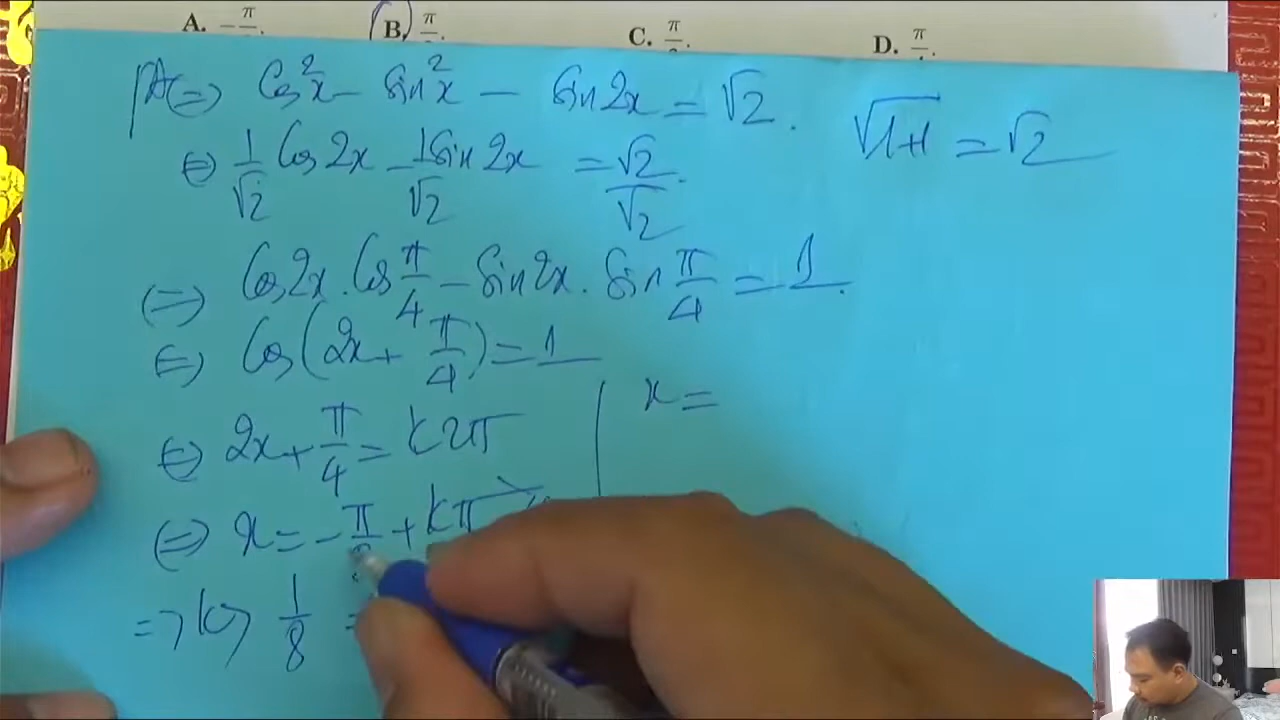 A. -π B. π C. π D. π
pt ⇔ cos²x - sin²x - sin2x = √2.
√1+1 = √2
⇔ 1/√2 cos2x - 1/√2 sin2x = √2/√2.
⇔ cos2x.cos π/4 - sin2x.sin π/4 = 1.
⇔ cos(2x + π/4) = 1
⇔ 2x + π/4 = k2π
x =
⇔ x = -π/8 + kπ
=> k> 1/8 =